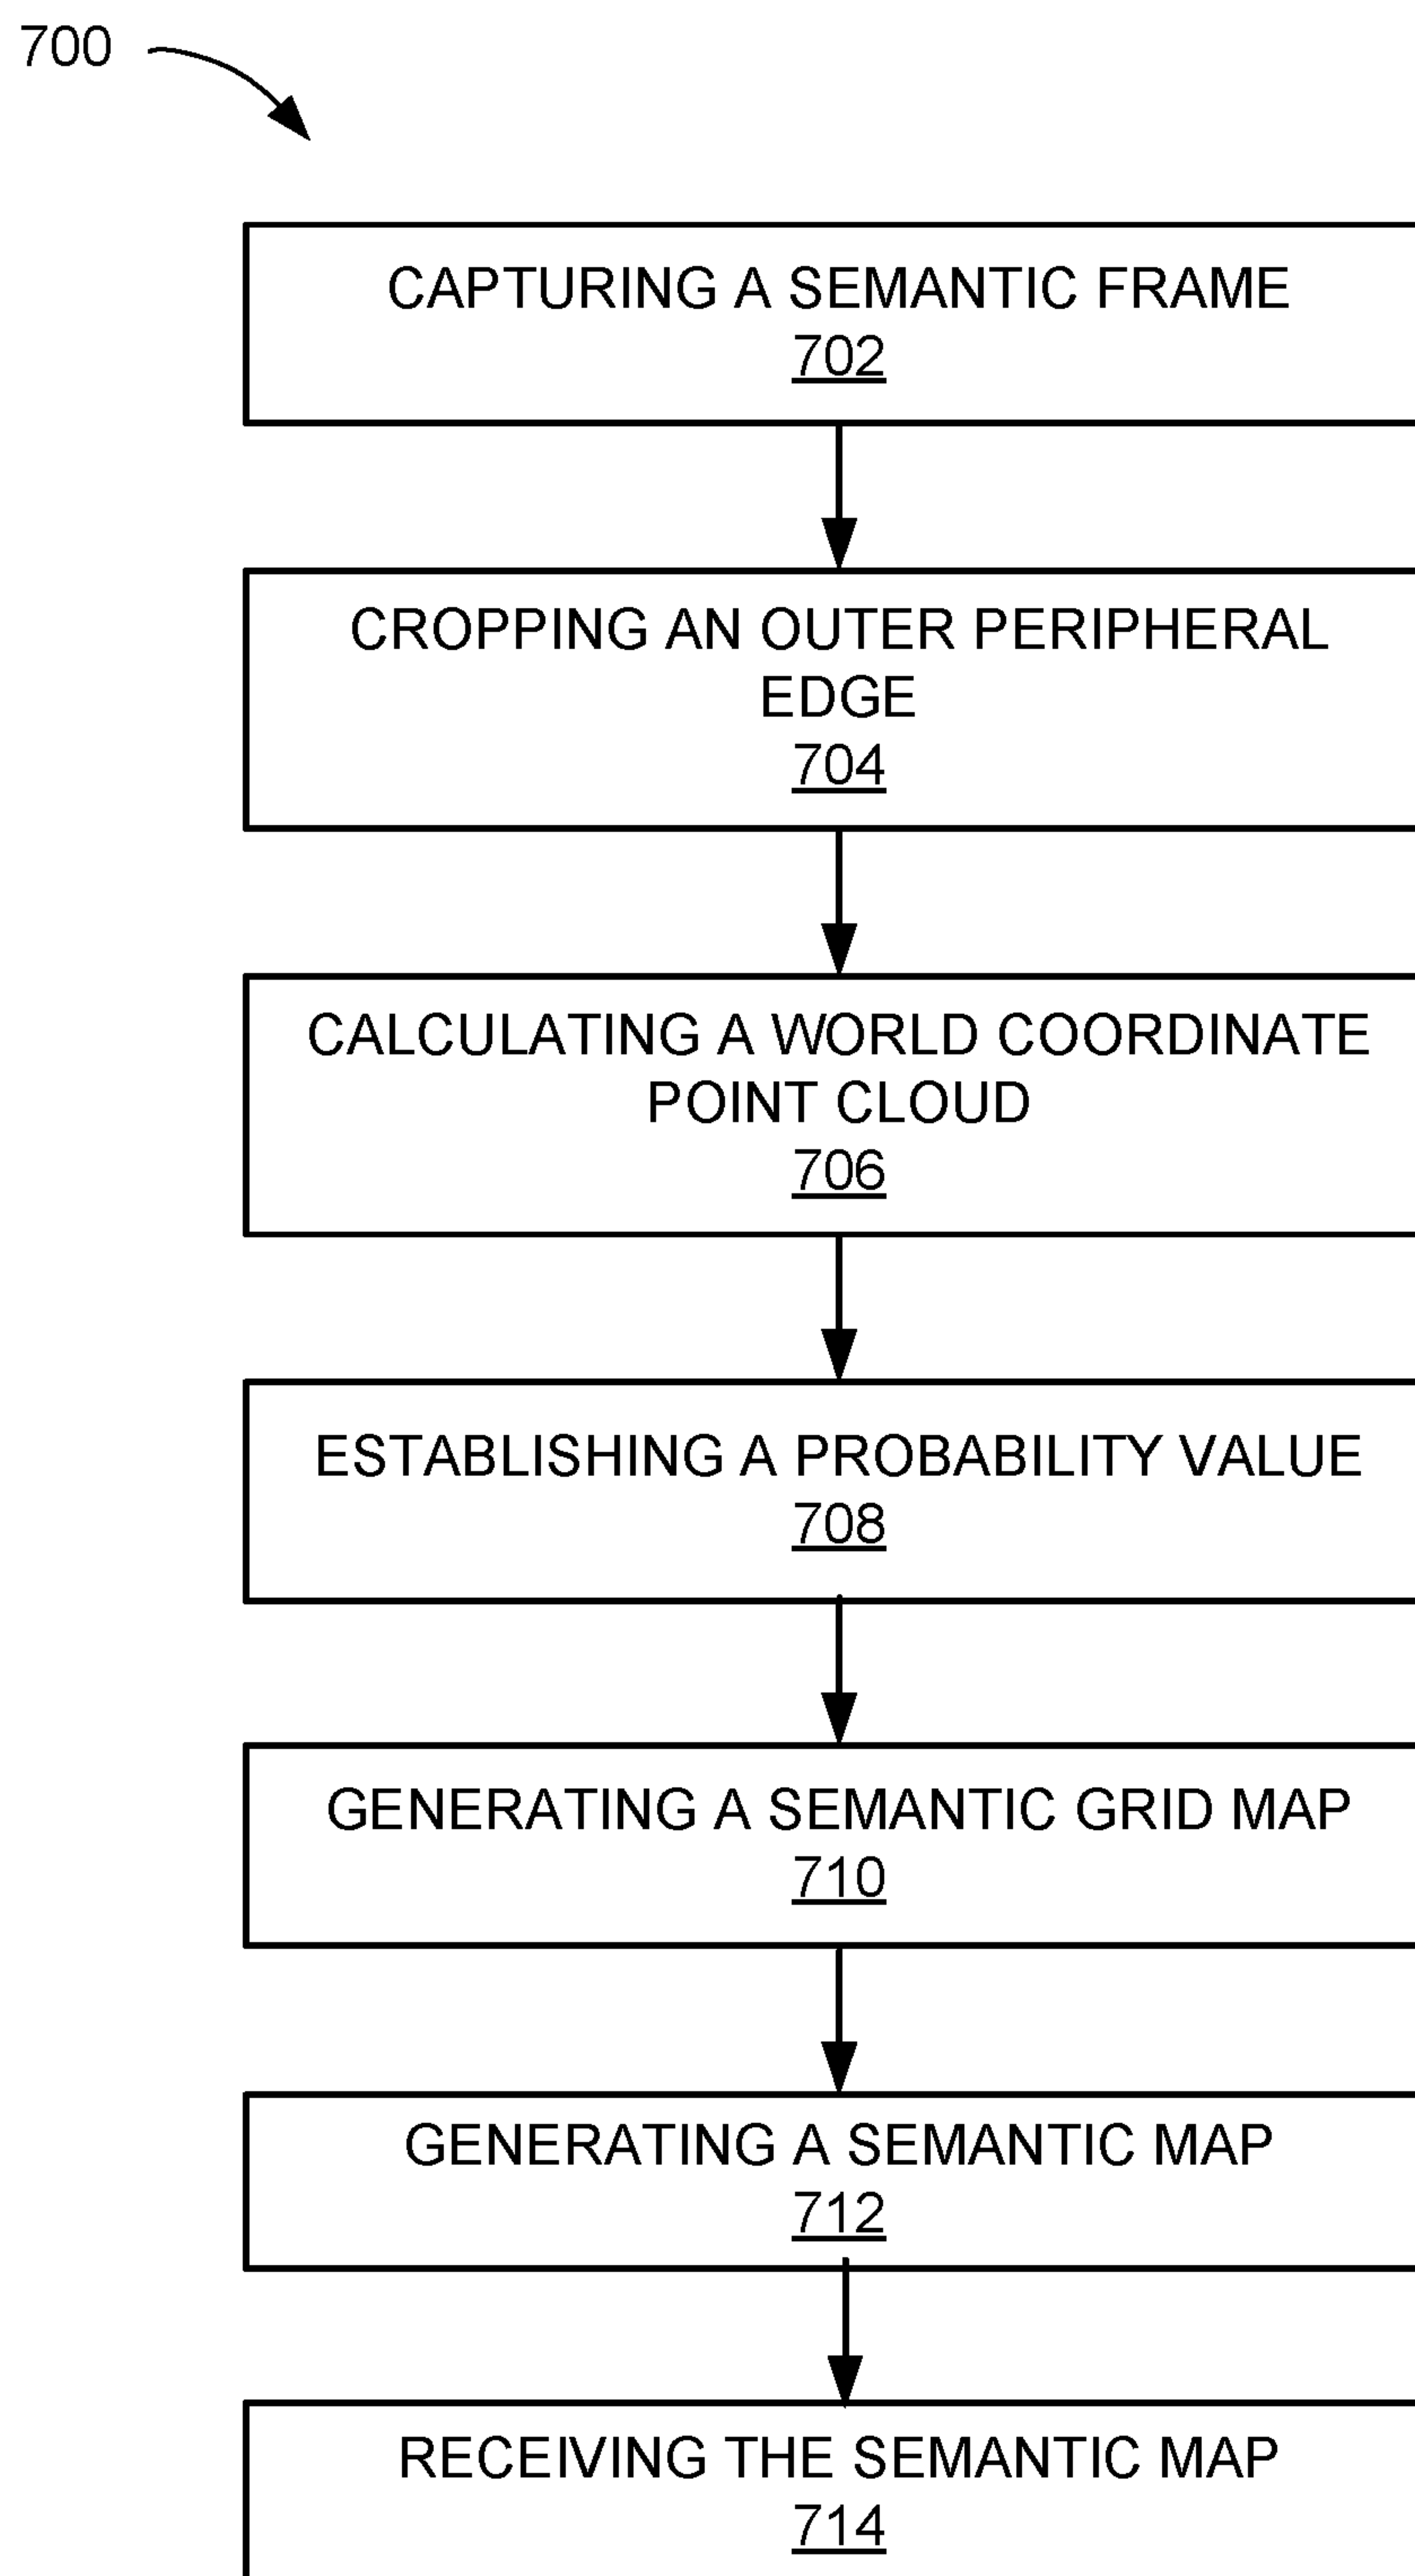 700
CAPTURING A SEMANTIC FRAME
702
CROPPING AN OUTER PERIPHERAL
EDGE
704
CALCULATING A WORLD COORDINATE
POINT CLOUD
706
ESTABLISHING A PROBABILITY VALUE
708
GENERATING A SEMANTIC GRID MAP
710
GENERATING A SEMANTIC MAP
712
RECEIVING THE SEMANTIC MAP
714